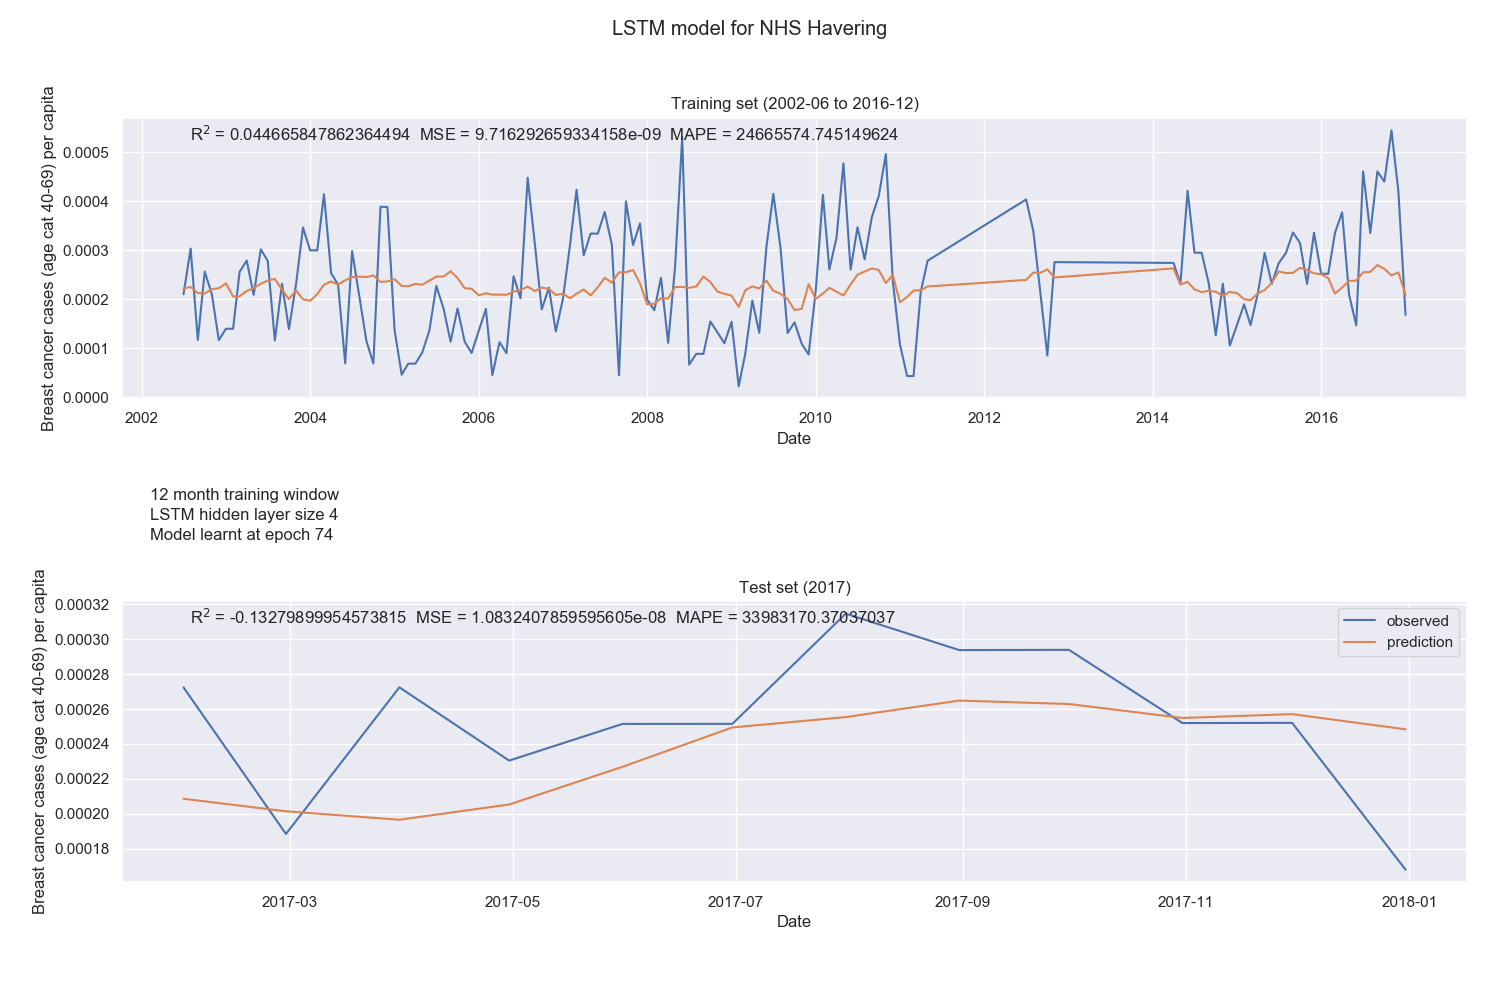 LSTM model for NHS Havering
Training set (2002-06 to 2016-12)
R² = 0.044665847862364494 MSE = 9.716292659334158e-09 MAPE = 24665574.745149624
Breast cancer cases (age cat 40-69) per capita
0.0005
0.0004
0.0003
0.0002
0.0001
0.0000
2002 2004 2006 2008 2010 2012 2014 2016
Date
12 month training window
LSTM hidden layer size 4
Model learnt at epoch 74
Test set (2017)
R² = -0.13279899954573815 MSE = 1.0832407859595605e-08 MAPE = 33983170.37037037
observed
prediction
Breast cancer cases (age cat 40-69) per capita
0.00032
0.00030
0.00028
0.00026
0.00024
0.00022
0.00020
0.00018
2017-03 2017-05 2017-07 2017-09 2017-11 2018-01
Date